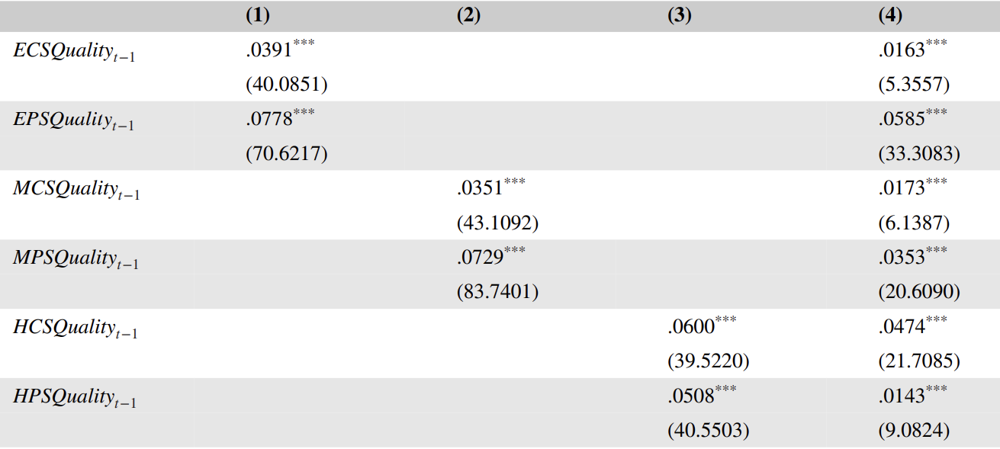 (1) (2) (3) (4)
ECSQuality_{t−1} .0391*** .0163***
(40.0851) (5.3557)
EPSQuality_{t−1} .0778*** .0585***
(70.6217) (33.3083)
MCSQuality_{t−1} .0351*** .0173***
(43.1092) (6.1387)
MPSQuality_{t−1} .0729*** .0353***
(83.7401) (20.6090)
HCSQuality_{t−1} .0600*** .0474***
(39.5220) (21.7085)
HPSQuality_{t−1} .0508*** .0143***
(40.5503) (9.0824)